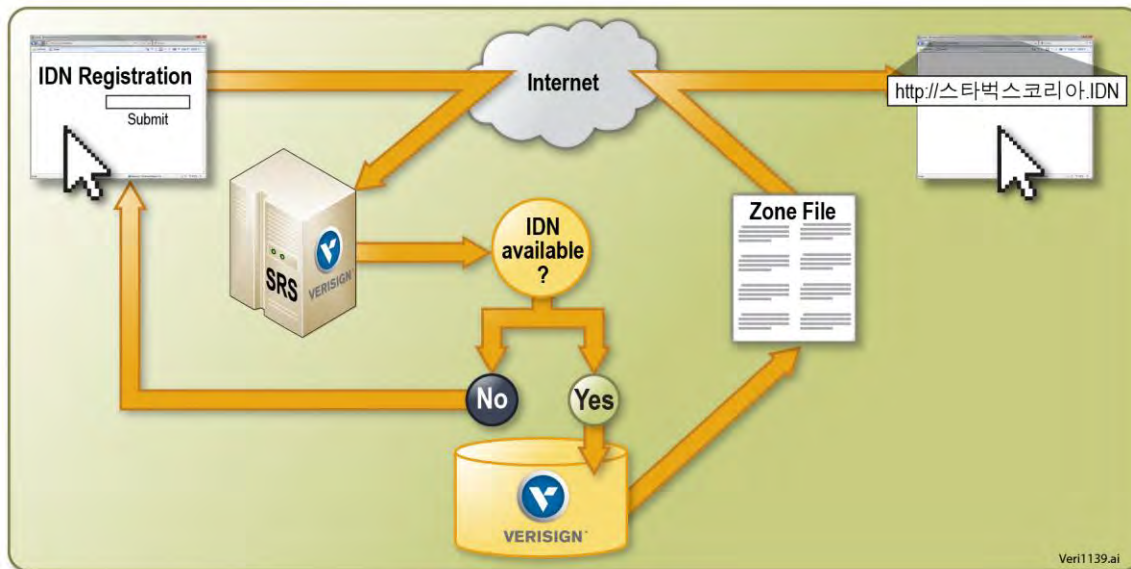 IDN Registration
Submit
Internet
http://스타벅스코리아.IDN
SRS
VERISIGN
IDN
available
?
Zone File
No
Yes
VERISIGN
Veri1139.ai